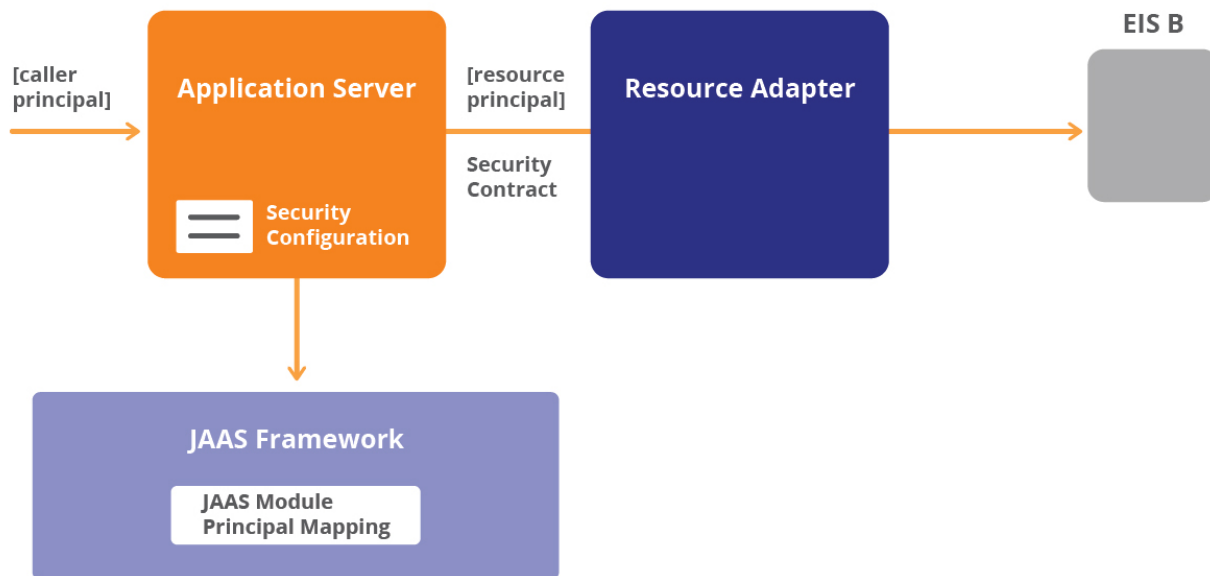 EIS B
[caller
principal]
Application Server
[resource
principal]
Resource Adapter
Security
Contract
Security
Configuration
JAAS Framework
JAAS Module
Principal Mapping